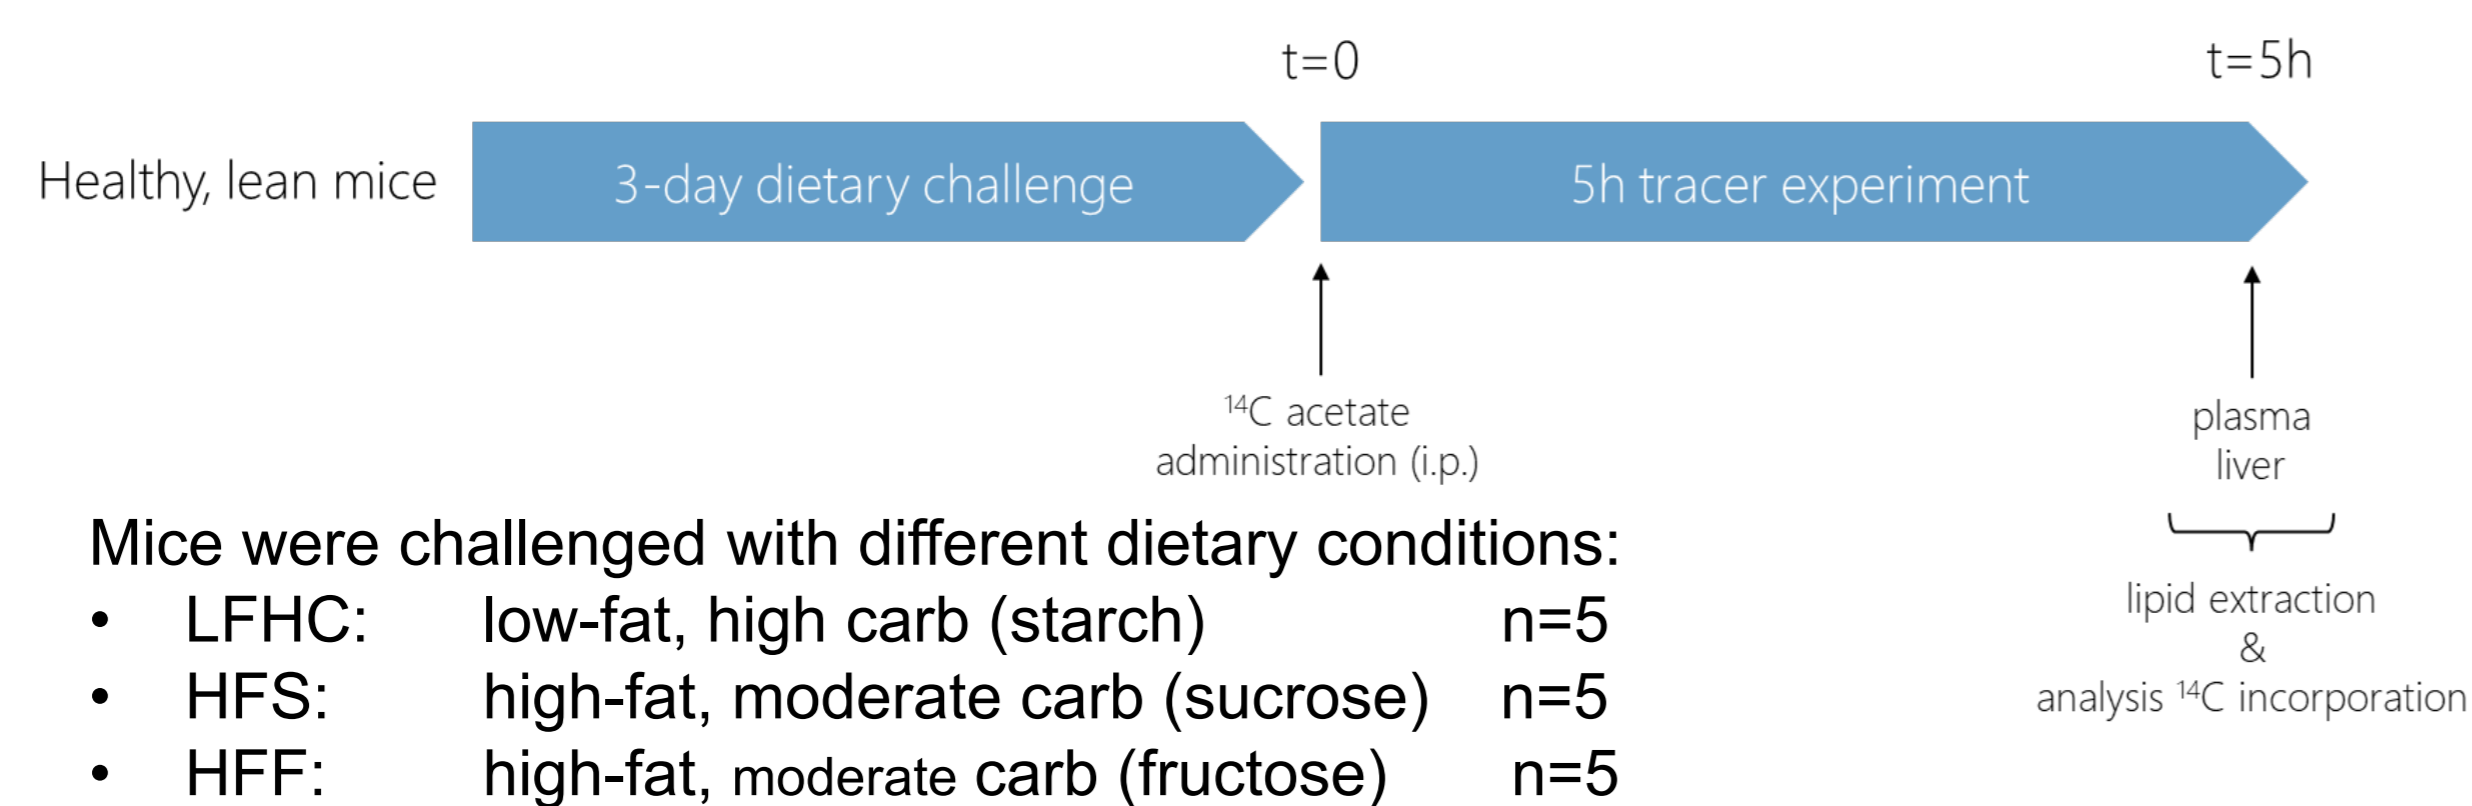 t=0
t=5h
Healthy, lean mice
3-day dietary challenge
5h tracer experiment
¹⁴C acetate
administration (i.p.)
plasma
liver
lipid extraction
&
analysis ¹⁴C incorporation
Mice were challenged with different dietary conditions:
• LFHC: low-fat, high carb (starch) n=5
• HFS: high-fat, moderate carb (sucrose) n=5
• HFF: high-fat, moderate carb (fructose) n=5